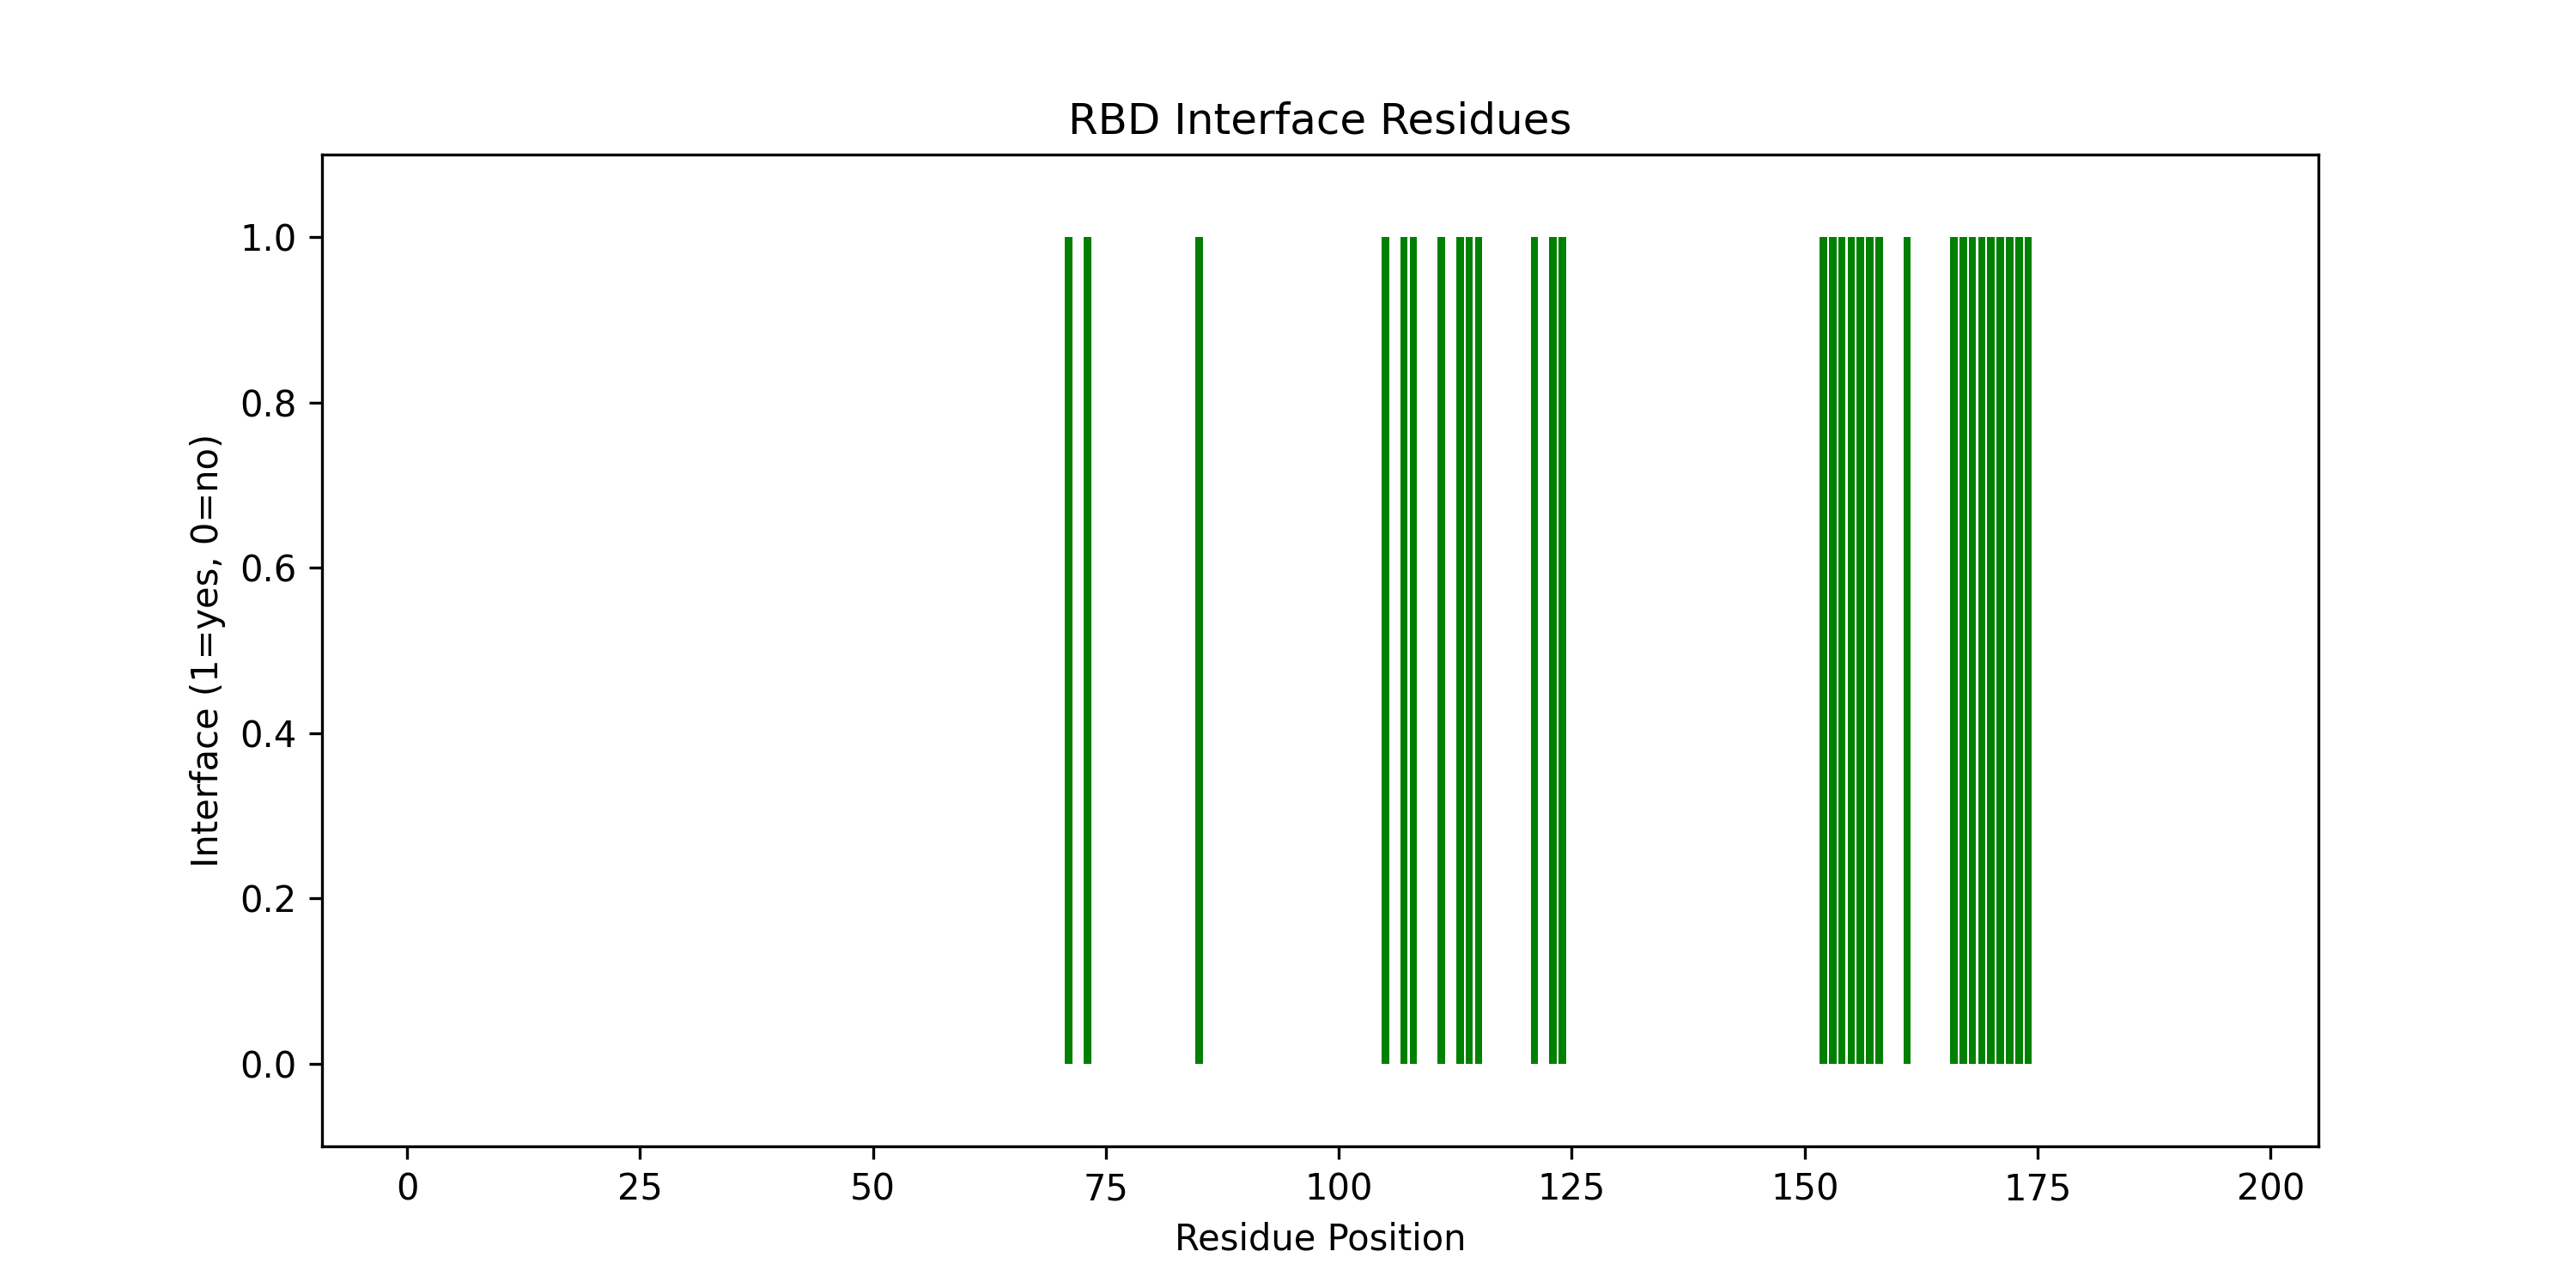 RBD Interface Residues
Interface (1=yes, 0=no)
1.0
0.8
0.6
0.4
0.2
0.0
0 25 50 75 100 125 150 175 200
Residue Position